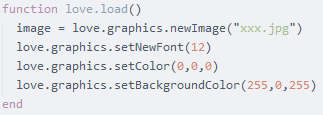 function love.load()
  image = love.graphics.newImage("xxx.jpg")
  love.graphics.setNewFont(12)
  love.graphics.setColor(0,0,0)
  love.graphics.setBackgroundColor(255,0,255)
end